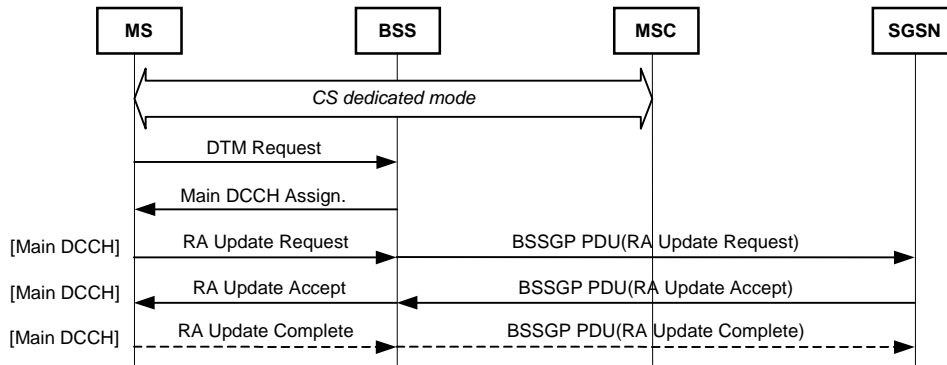 MS BSS MSC SGSN
CS dedicated mode
DTM Request
Main DCCH Assign.
[Main DCCH] RA Update Request BSSGP PDU(RA Update Request)
[Main DCCH] RA Update Accept BSSGP PDU(RA Update Accept)
[Main DCCH] RA Update Complete BSSGP PDU(RA Update Complete)